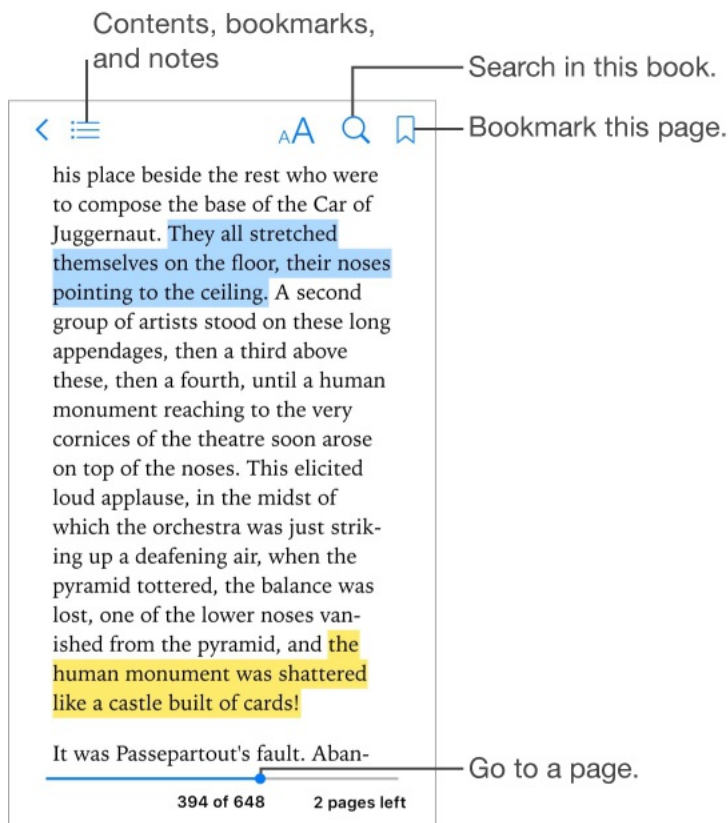 Contents, bookmarks,
and notes
Search in this book.
AA
Bookmark this page.
his place beside the rest who were
to compose the base of the Car of
Juggernaut. They all stretched
themselves on the floor, their noses
pointing to the ceiling. A second
group of artists stood on these long
appendages, then a third above
these, then a fourth, until a human
monument reaching to the very
cornices of the theatre soon arose
on top of the noses. This elicited
loud applause, in the midst of
which the orchestra was just strik-
ing up a deafening air, when the
pyramid tottered, the balance was
lost, one of the lower noses van-
ished from the pyramid, and the
human monument was shattered
like a castle built of cards!
It was Passepartout's fault. Aban-
Go to a page.
394 of 648 2 pages left